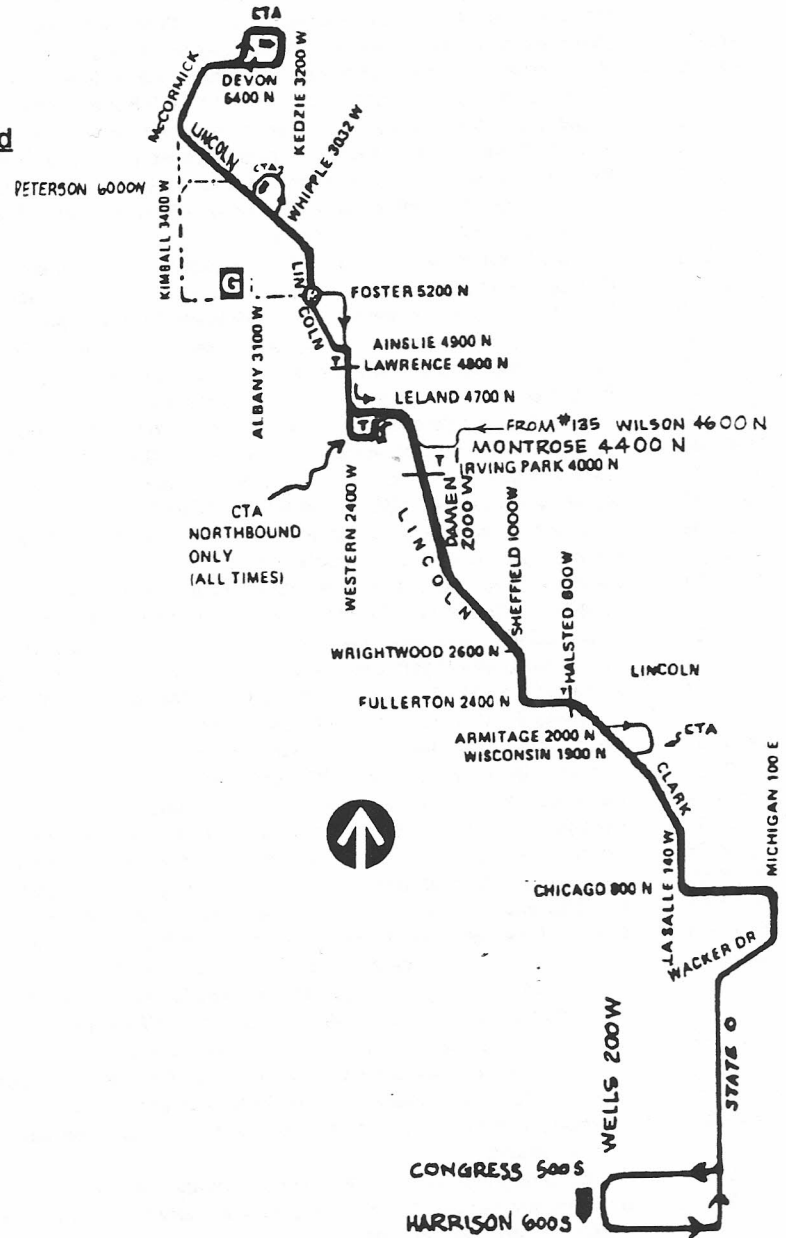 CTA
McCORMICK
DEVON
6400 N
KEDZIE 3200 W
d
LINCOLN
CTA
WHIPPLE 3032 W
PETERSON 6000N
KIMBALL 3400 W
G
LINCOLN
FOSTER 5200 N
ALBANY 3100 W
AINSLIE 4900 N
T
LAWRENCE 4800 N
LELAND 4700 N
T
FROM #135 WILSON 4600 N
MONTROSE 4400 N
T
IRVING PARK 4000 N
CTA
NORTHBOUND
ONLY
(ALL TIMES)
WESTERN 2400 W
LINCOLN
DAMEN
2000 W
SHEFFIELD 1000W
HALSTED 800W
WRIGHTWOOD 2600 N
LINCOLN
T
FULLERTON 2400 N
ARMITAGE 2000 N
WISCONSIN 1900 N
CTA
CLARK
MICHIGAN 100 E
LA SALLE 140 W
CHICAGO 800 N
WACKER DR
WELLS 200W
STATE 0
CONGRESS 500S
HARRISON 600S